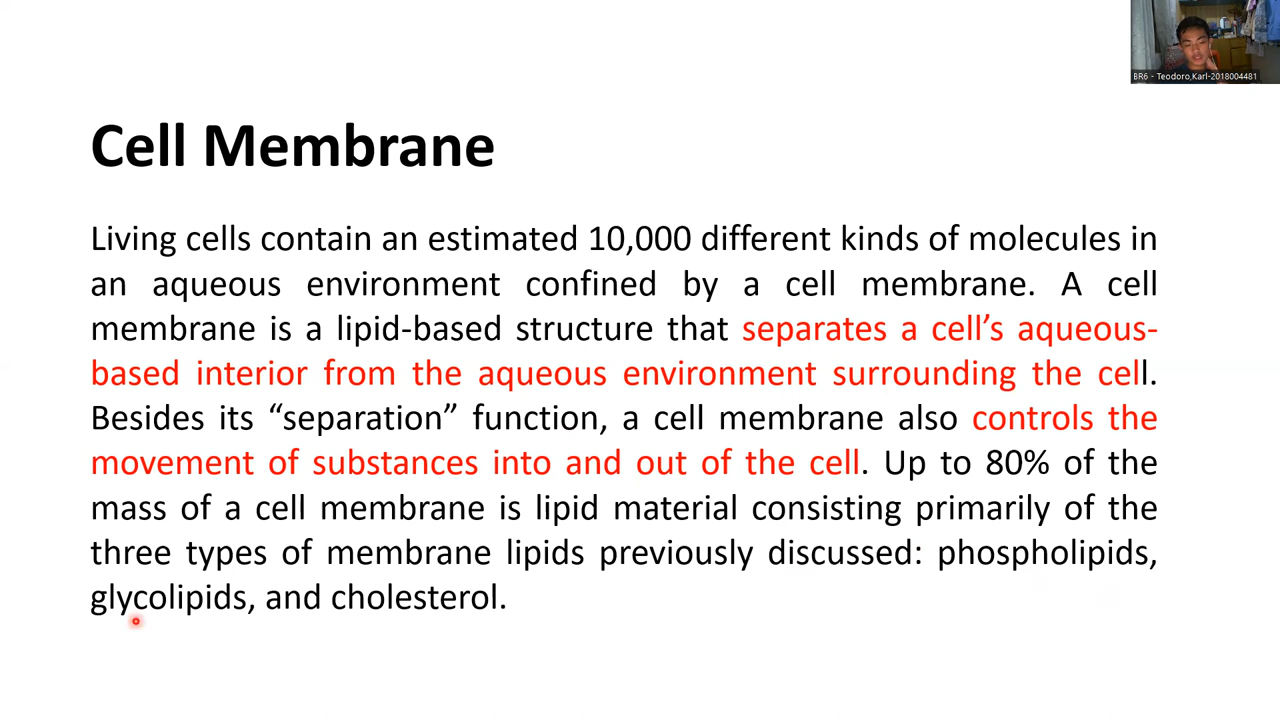 BR6 - Teodoro,Karl-2018004481
Cell Membrane
Living cells contain an estimated 10,000 different kinds of molecules in
an aqueous environment confined by a cell membrane. A cell
membrane is a lipid-based structure that separates a cell’s aqueous-
based interior from the aqueous environment surrounding the cell.
Besides its “separation” function, a cell membrane also controls the
movement of substances into and out of the cell. Up to 80% of the
mass of a cell membrane is lipid material consisting primarily of the
three types of membrane lipids previously discussed: phospholipids,
glycolipids, and cholesterol.